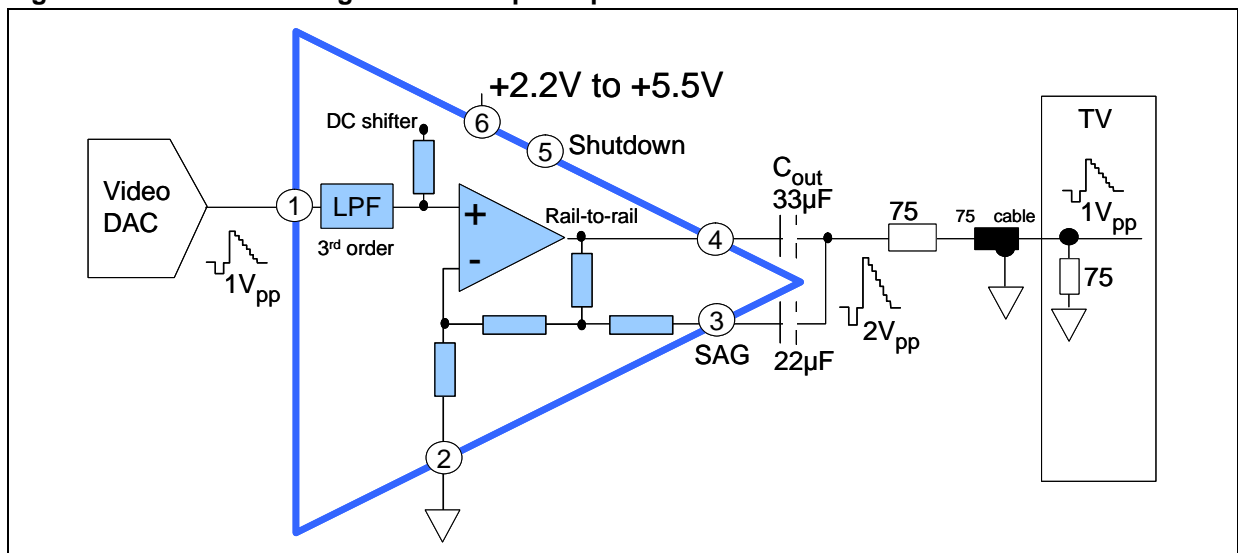 +2.2V to +5.5V
6
DC shifter
5 Shutdown
TV
Video
DAC
1
LPF
3rd order
1Vpp
+
-
Rail-to-rail
4
Cout
33µF
75
75 cable
1Vpp
75
3
SAG
22µF
2Vpp
2